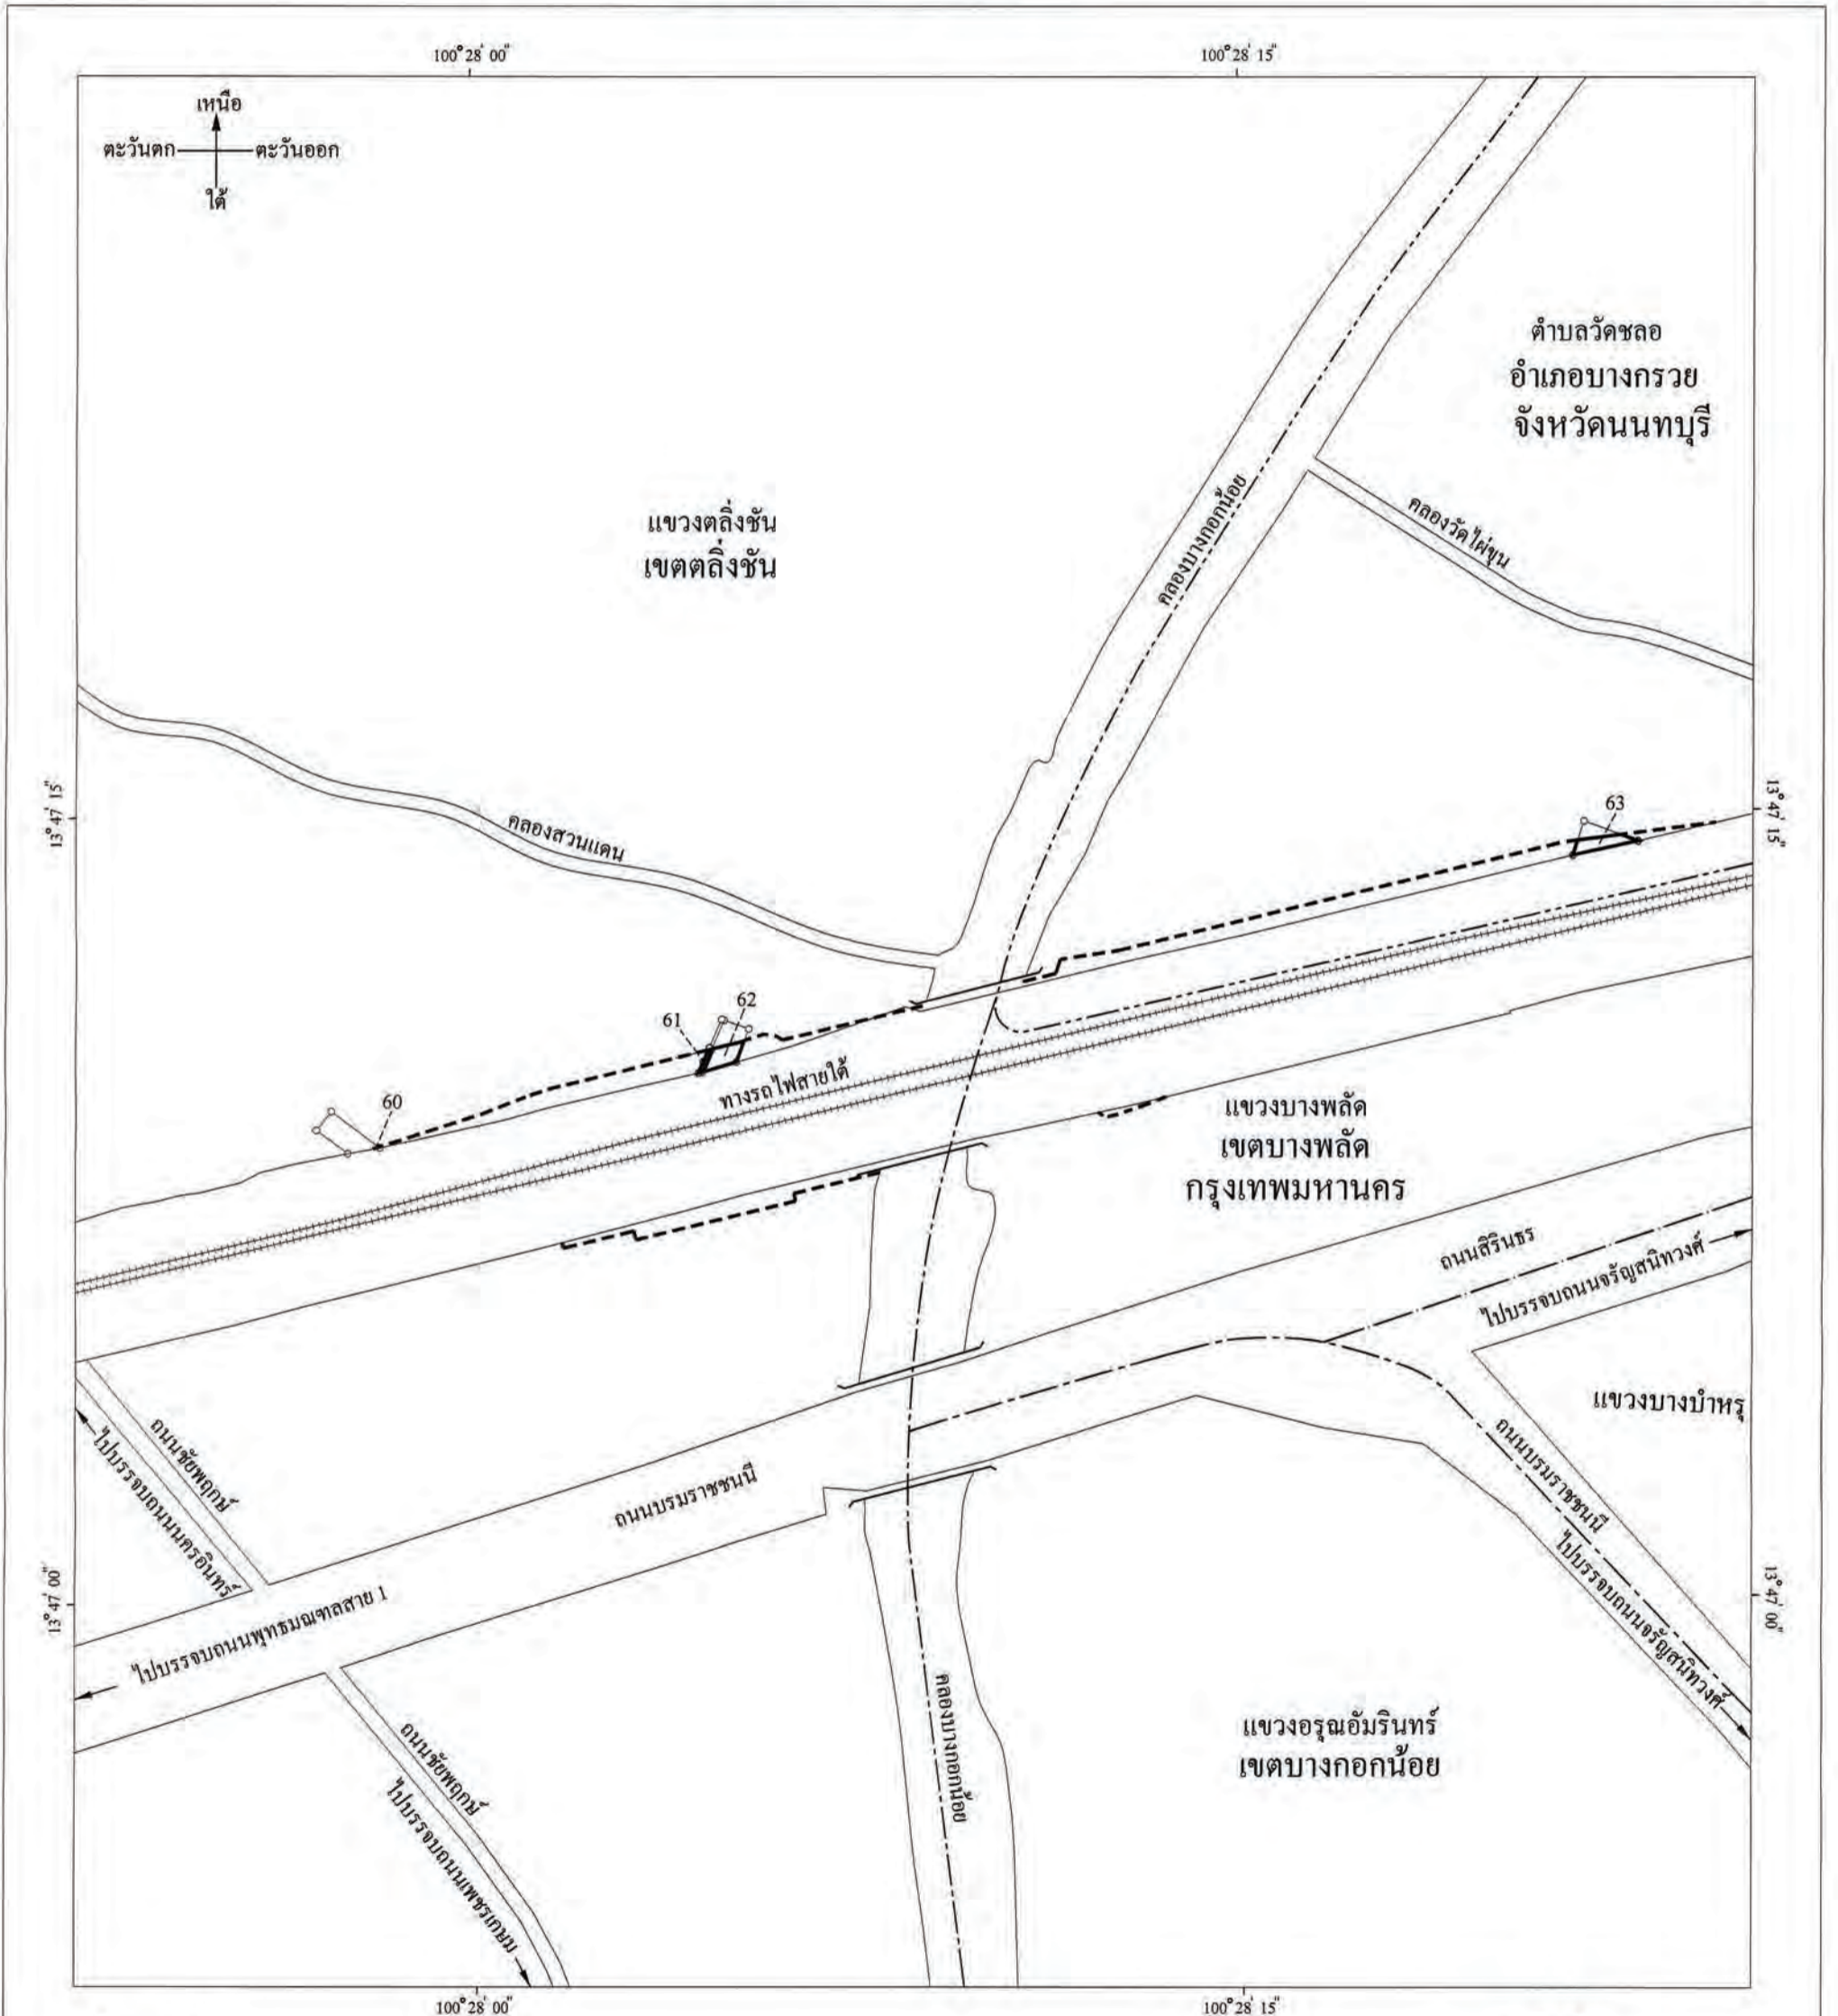 100° 28' 00"
100° 28' 15"
เหนือ
ตะวันตก
ตะวันออก
ใต้
ตำบลวัดชลอ
อำเภอบางกรวย
จังหวัดนนทบุรี
แขวงตลิ่งชัน
เขตตลิ่งชัน
คลองบางกอกน้อย
คลองวัดไผ่ขุน
13° 47' 15"
13° 47' 15"
คลองสวนแดน
63
62
61
60
ทางรถไฟสายใต้
แขวงบางพลัด
เขตบางพลัด
กรุงเทพมหานคร
ถนนสิรินธร
ไปบรรจบถนนจรัญสนิทวงศ์
แขวงบางบำหรุ
ถนนชัยพฤกษ์
ไปบรรจบถนนนครอินทร์
ถนนบรมราชชนนี
ถนนบรมราชชนนี
ไปบรรจบถนนจรัญสนิทวงศ์
13° 47' 00"
13° 47' 00"
ไปบรรจบถนนพุทธมณฑลสาย 1
คลองบางกอกน้อย
แขวงอรุณอัมรินทร์
เขตบางกอกน้อย
ถนนชัยพฤกษ์
ไปบรรจบถนนเพชรเกษม
100° 28' 00"
100° 28' 15"